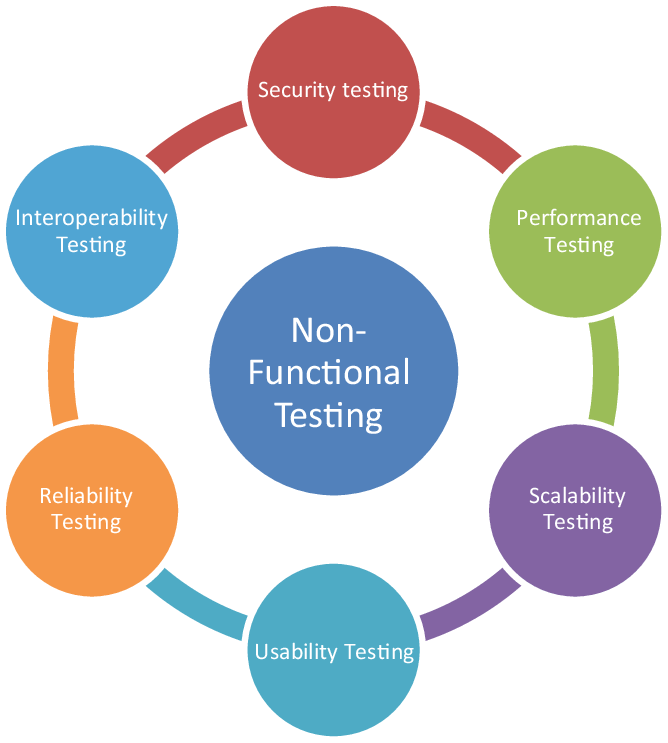 Security testing
Interoperability
Testing
Performance
Testing
Non-
Functional
Testing
Reliability
Testing
Scalability
Testing
Usability Testing